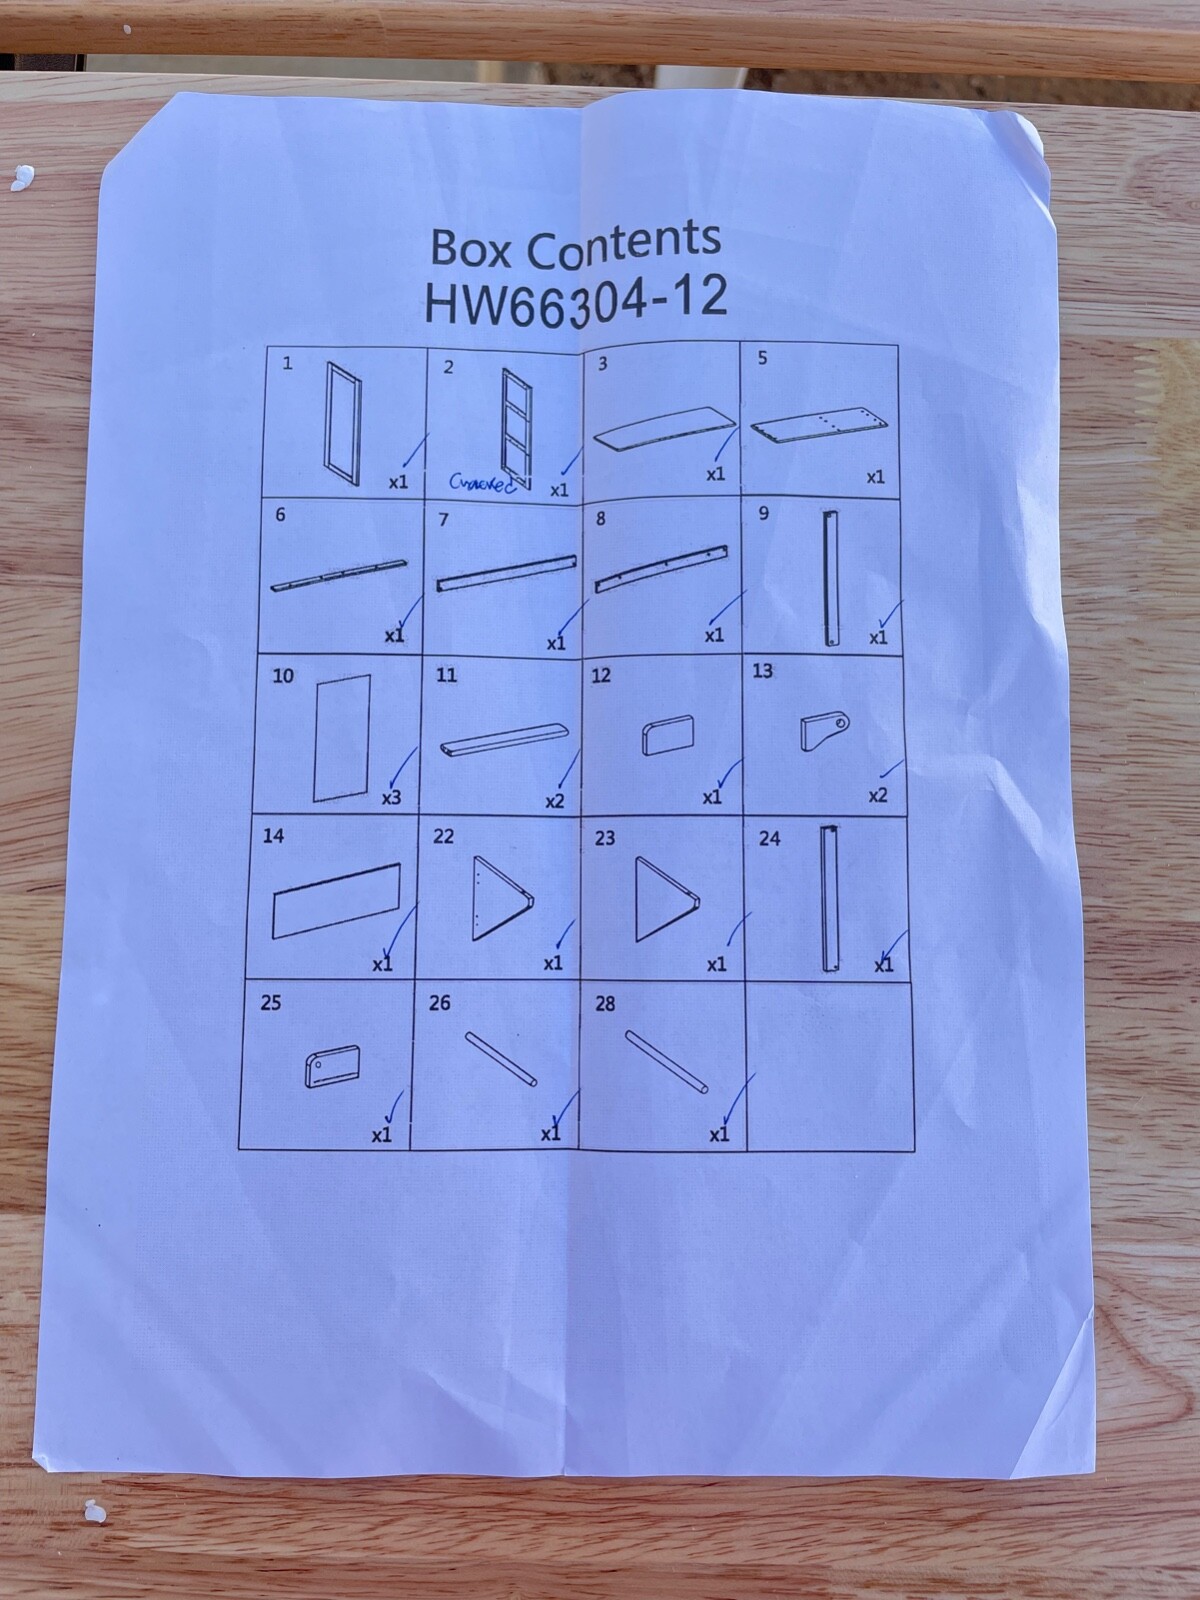 Box Contents
HW66304-12
1 2 3 5
x1 x1 x1 x1
6 7 8 9
x1 x1 x1 x1
10 11 12 13
x3 x2 x1 x2
14 22 23 24
x1 x1 x1 x1
25 26 28
x1 x1 x1